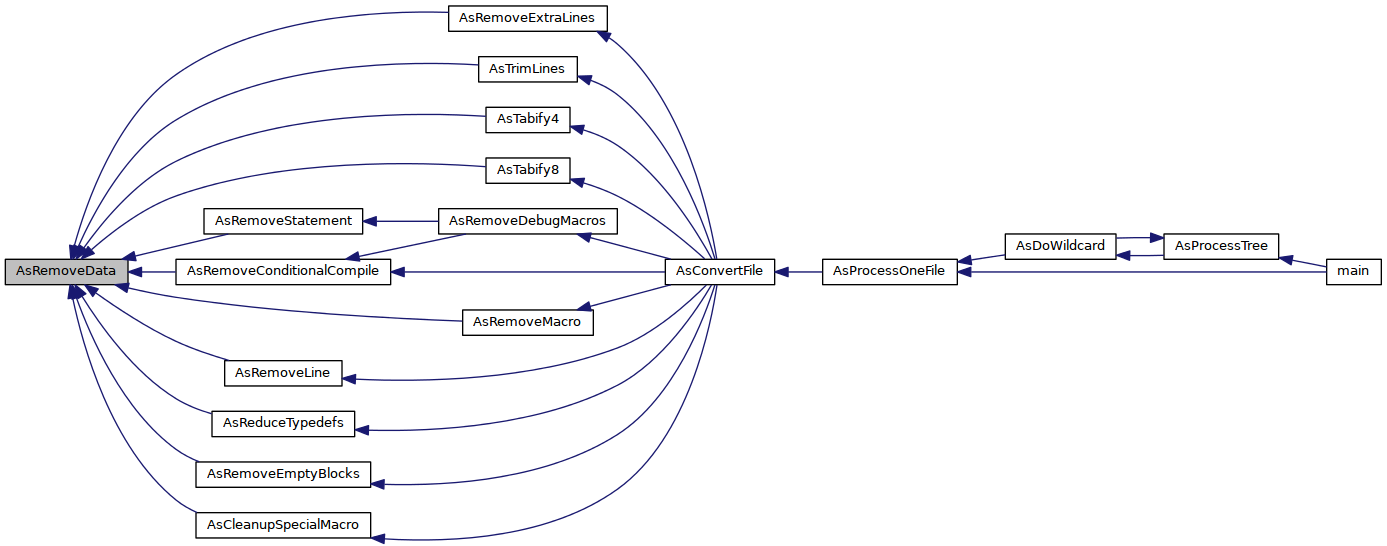 AsRemoveExtraLines
AsTrimLines
AsTabify4
AsTabify8
AsRemoveStatement
AsRemoveDebugMacros
AsDoWildcard
AsProcessTree
AsRemoveData
AsRemoveConditionalCompile
AsConvertFile
AsProcessOneFile
main
AsRemoveMacro
AsRemoveLine
AsReduceTypedefs
AsRemoveEmptyBlocks
AsCleanupSpecialMacro